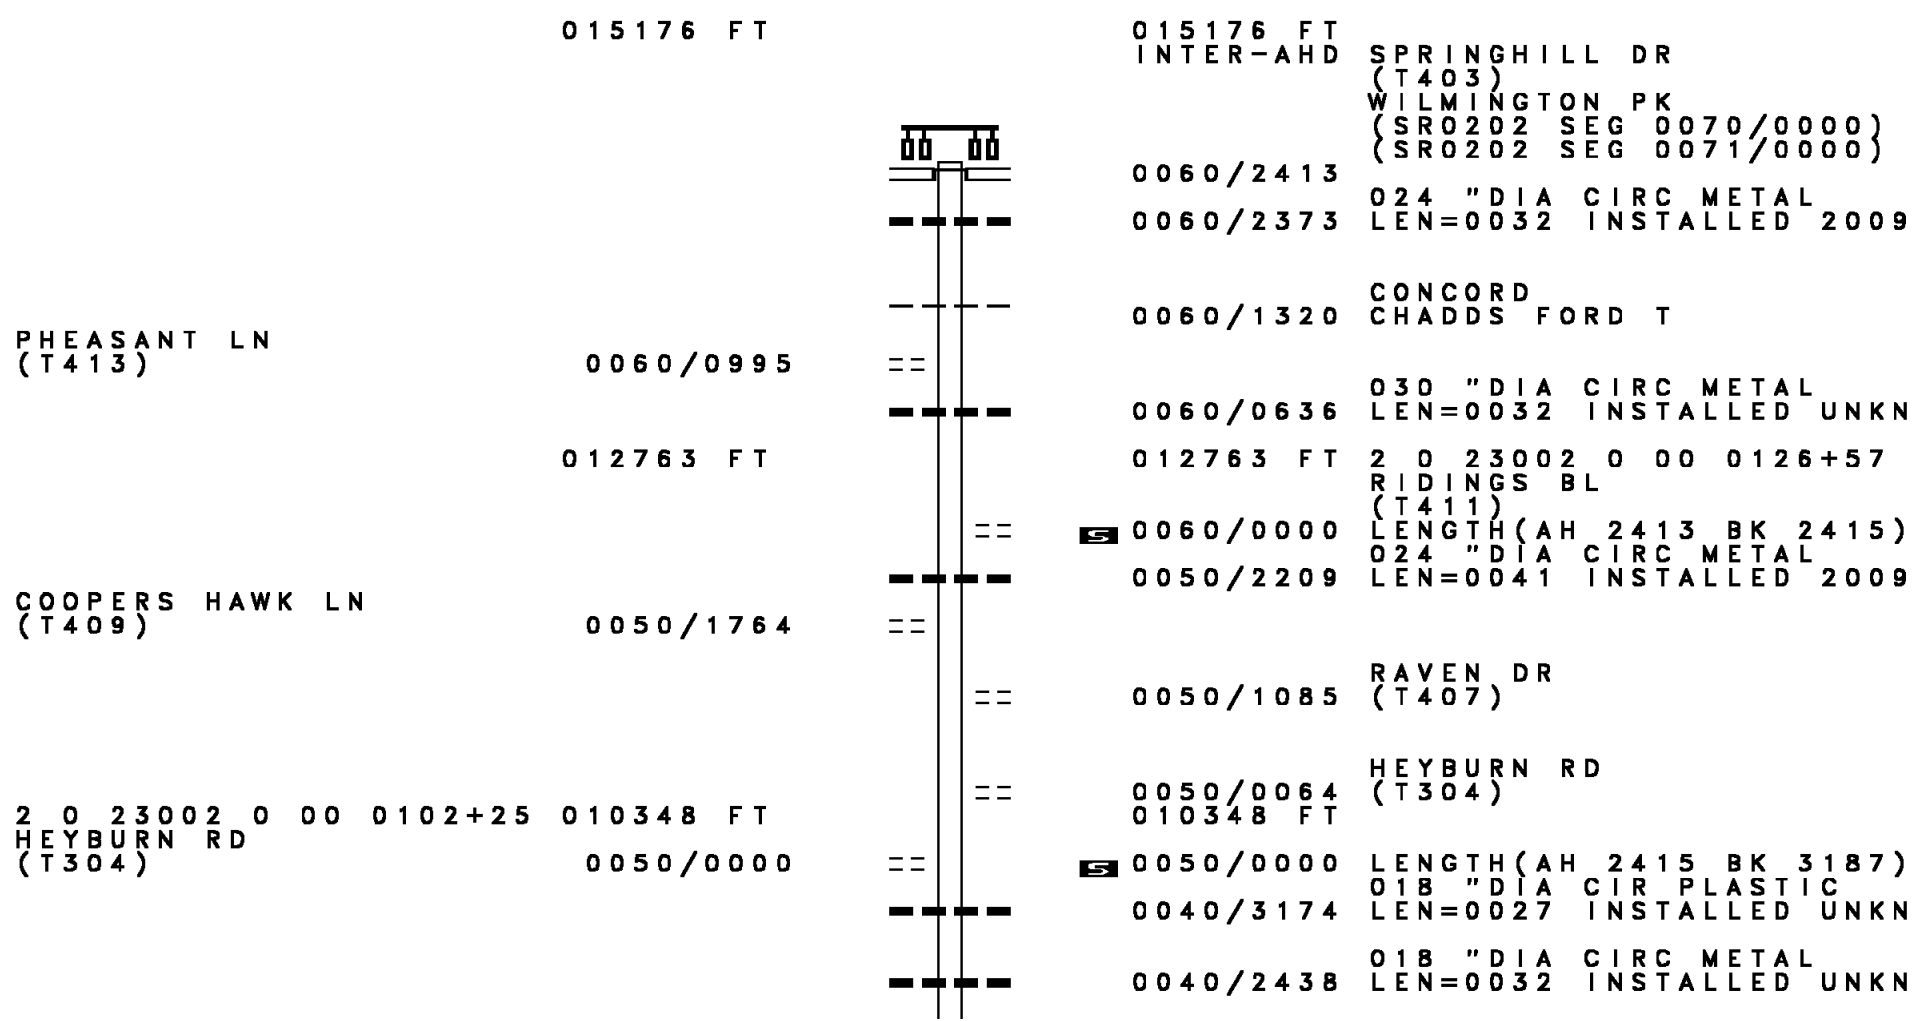 015176 FT 015176 FT
INTER-AHD SPRINGHILL DR
(T403)
WILMINGTON PK
(SR0202 SEG 0070/0000)
(SR0202 SEG 0071/0000)
0060/2413
024 "DIA CIRC METAL
0060/2373 LEN=0032 INSTALLED 2009
CONCORD
0060/1320 CHADDS FORD T
PHEASANT LN
(T413) 0060/0995
030 "DIA CIRC METAL
0060/0636 LEN=0032 INSTALLED UNKN
012763 FT 012763 FT 2 0 23002 0 00 0126+57
RIDINGS BL
(T411)
S 0060/0000 LENGTH(AH 2413 BK 2415)
024 "DIA CIRC METAL
0050/2209 LEN=0041 INSTALLED 2009
COOPERS HAWK LN
(T409) 0050/1764
RAVEN DR
0050/1085 (T407)
HEYBURN RD
0050/0064 (T304)
2 0 23002 0 00 0102+25 010348 FT 010348 FT
HEYBURN RD
(T304) 0050/0000 S 0050/0000 LENGTH(AH 2415 BK 3187)
018 "DIA CIR PLASTIC
0040/3174 LEN=0027 INSTALLED UNKN
018 "DIA CIRC METAL
0040/2438 LEN=0032 INSTALLED UNKN